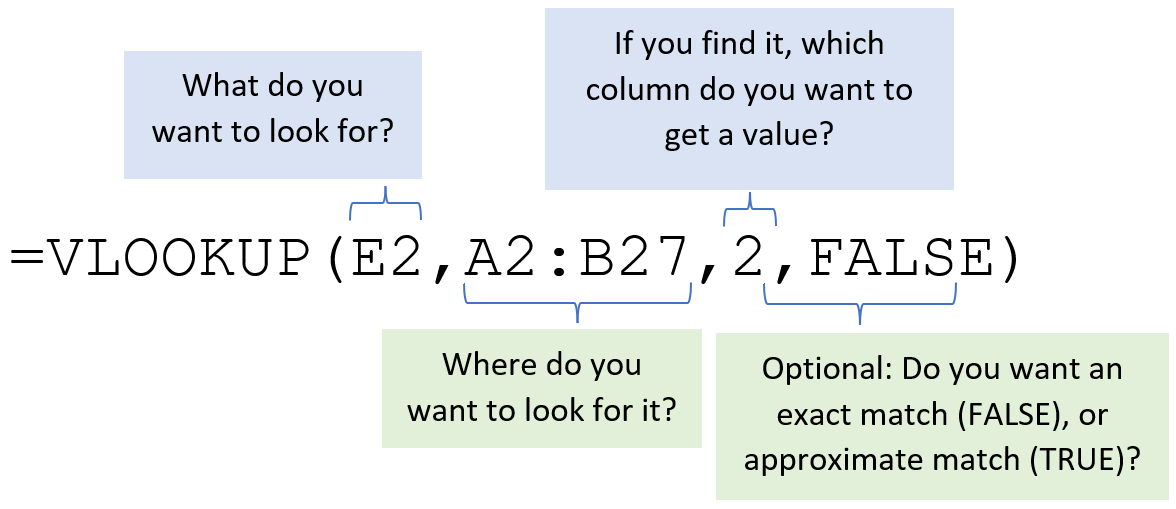 What do you
want to look for?
If you find it, which
column do you want to
get a value?
=VLOOKUP(E2,A2:B27,2,FALSE)
Where do you
want to look for it?
Optional: Do you want an
exact match (FALSE), or
approximate match (TRUE)?